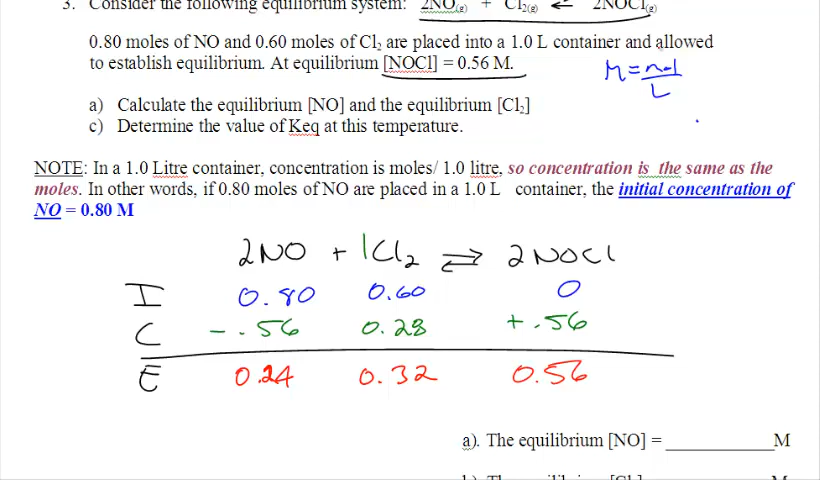 3. Consider the following equilibrium system: 2NO(g) + Cl2(g) ⇌ 2NOCl(g)
0.80 moles of NO and 0.60 moles of Cl2 are placed into a 1.0 L container and allowed
to establish equilibrium. At equilibrium [NOCl] = 0.56 M.
M = mol/L
a) Calculate the equilibrium [NO] and the equilibrium [Cl2]
c) Determine the value of Keq at this temperature.
NOTE: In a 1.0 Litre container, concentration is moles/ 1.0 litre, so concentration is the same as the
moles. In other words, if 0.80 moles of NO are placed in a 1.0 L container, the initial concentration of
NO = 0.80 M
2NO + 1Cl2 ⇌ 2NOCl
I 0.80 0.60 0
C - .56 0.28 + .56
E 0.24 0.32 0.56
a). The equilibrium [NO] = ____________M